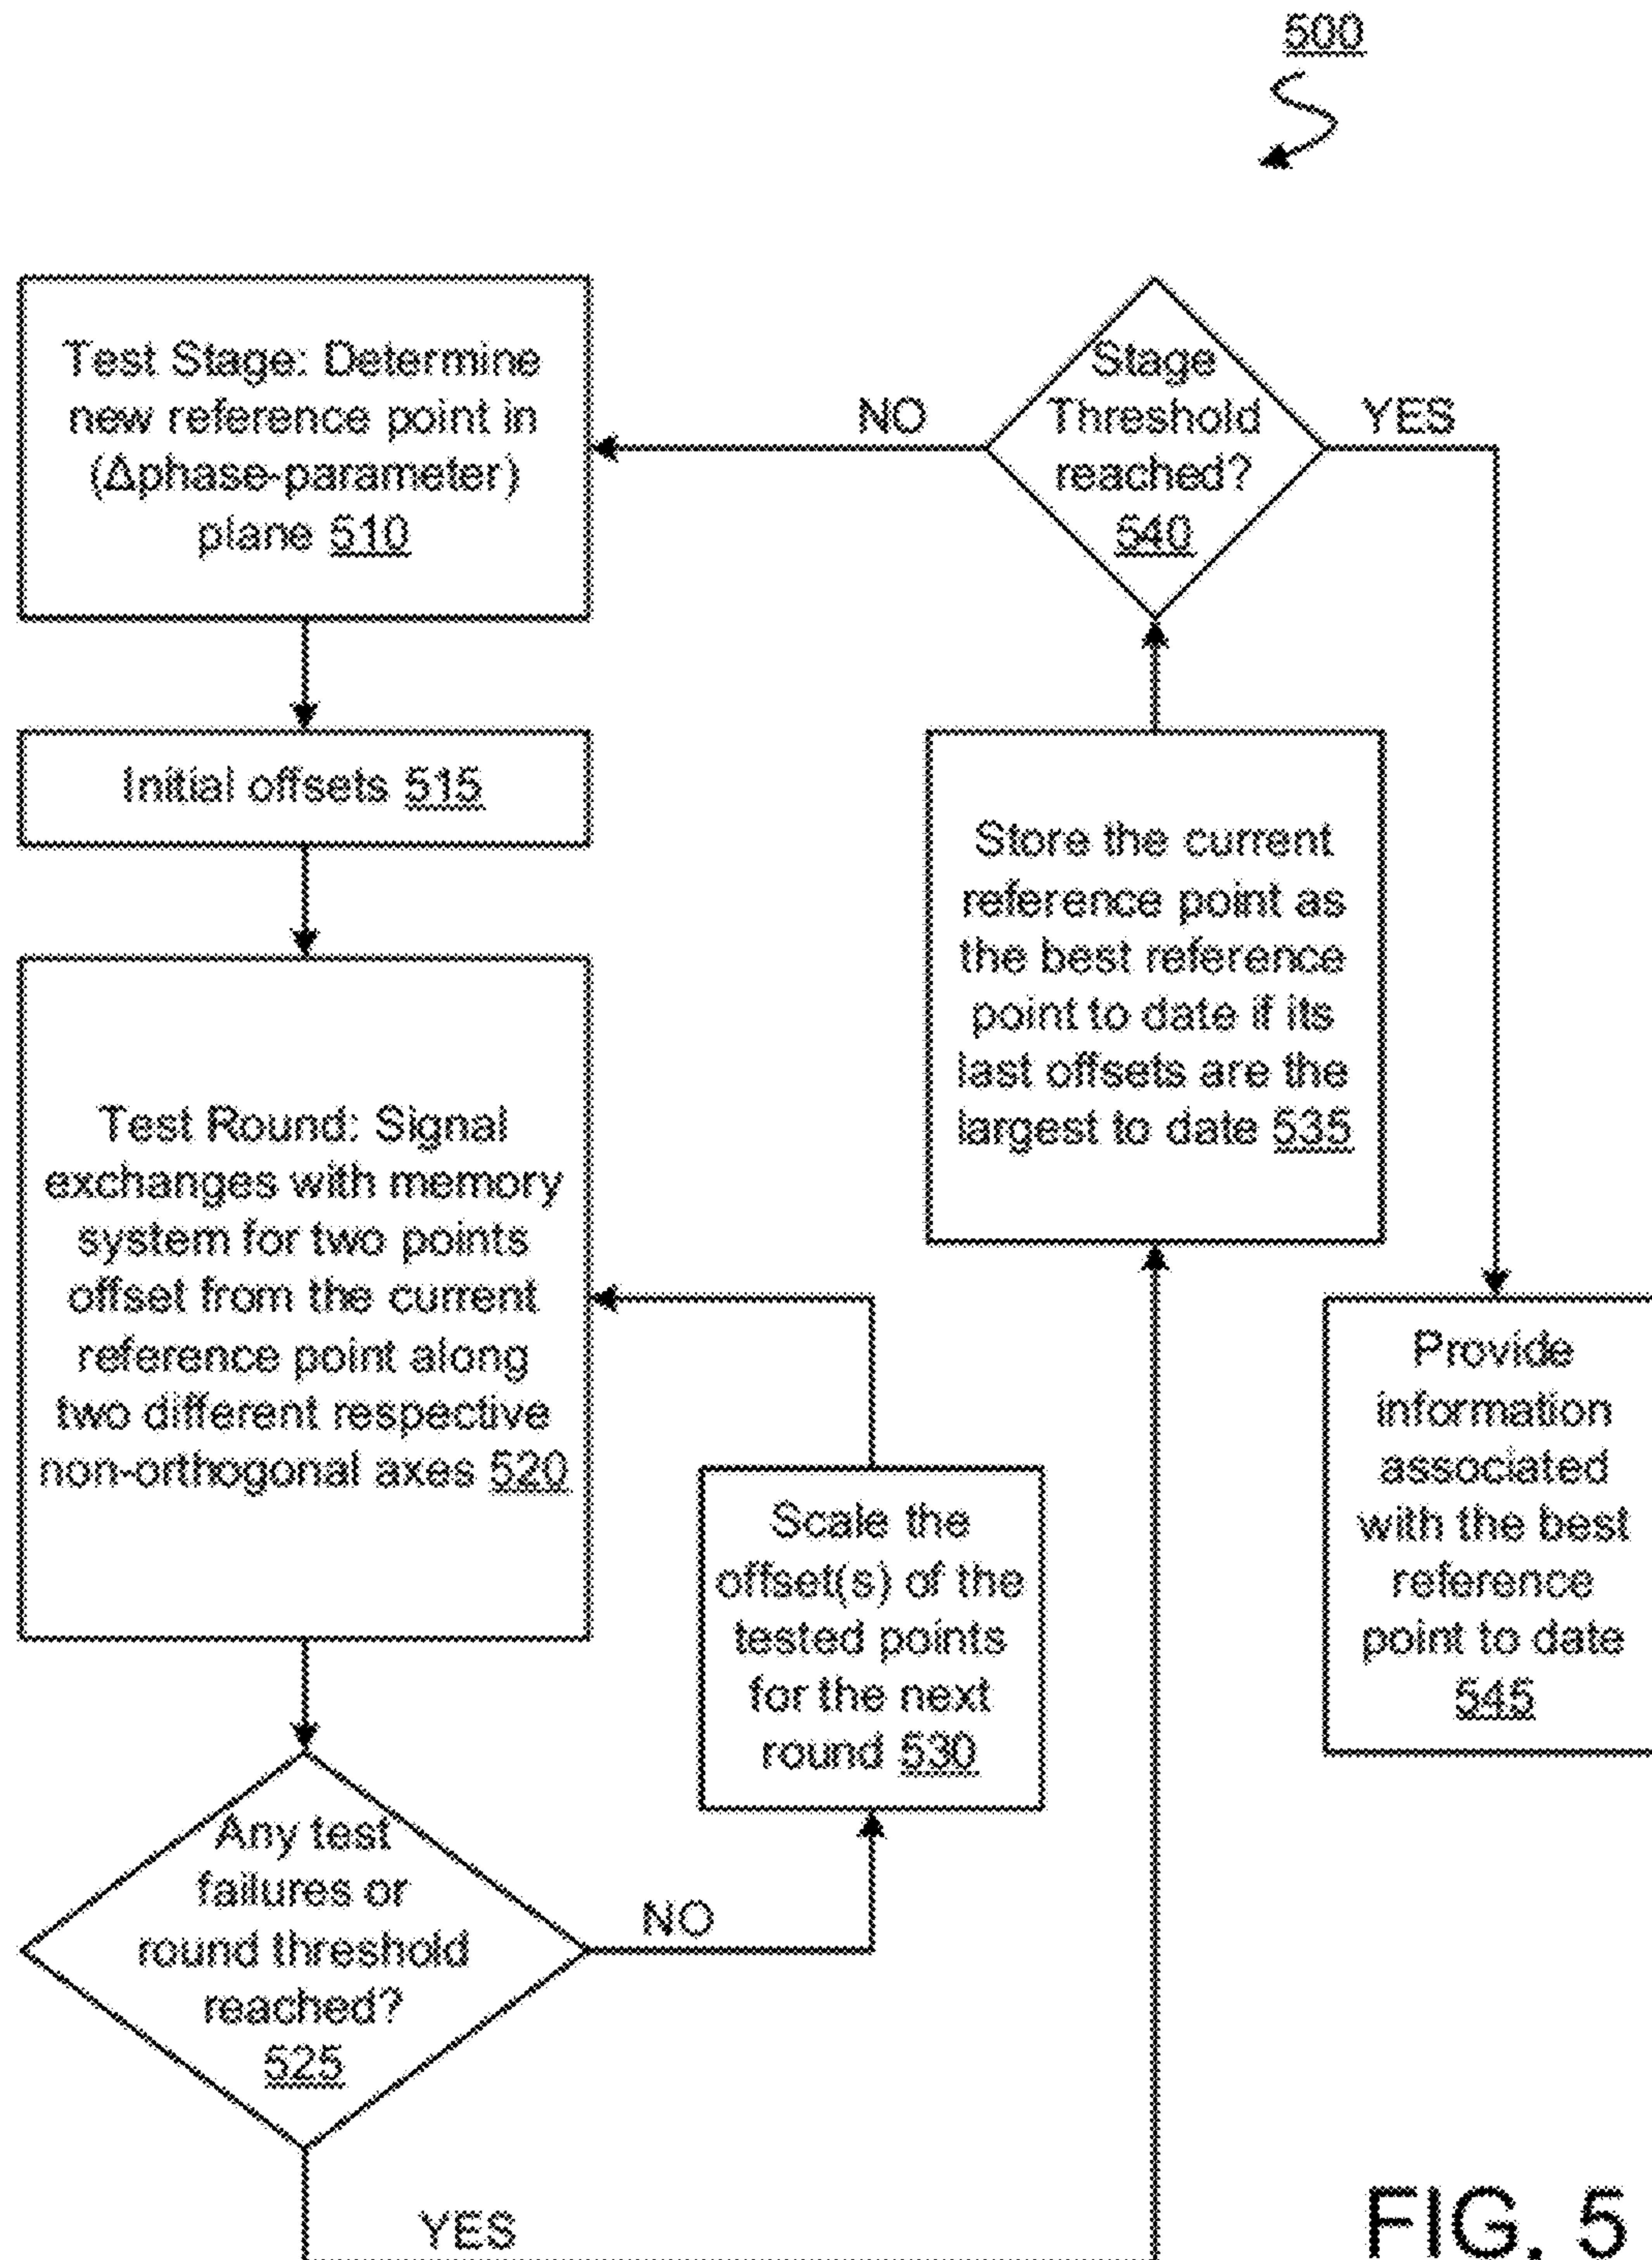 500
Test Stage: Determine
new reference point in
(Δphase-parameter)
plane 510
Initial offsets 515
Test Round: Signal
exchanges with memory
system for two points
offset from the current
reference point along
two different respective
non-orthogonal axes 520
Any test
failures or
round threshold
reached?
525
NO
YES
Scale the
offset(s) of the
tested points
for the next
round 530
Store the current
reference point as
the best reference
point to date if its
last offsets are the
largest to date 535
Stage
Threshold
reached?
540
NO
YES
Provide
information
associated
with the best
reference
point to date
545
FIG. 5